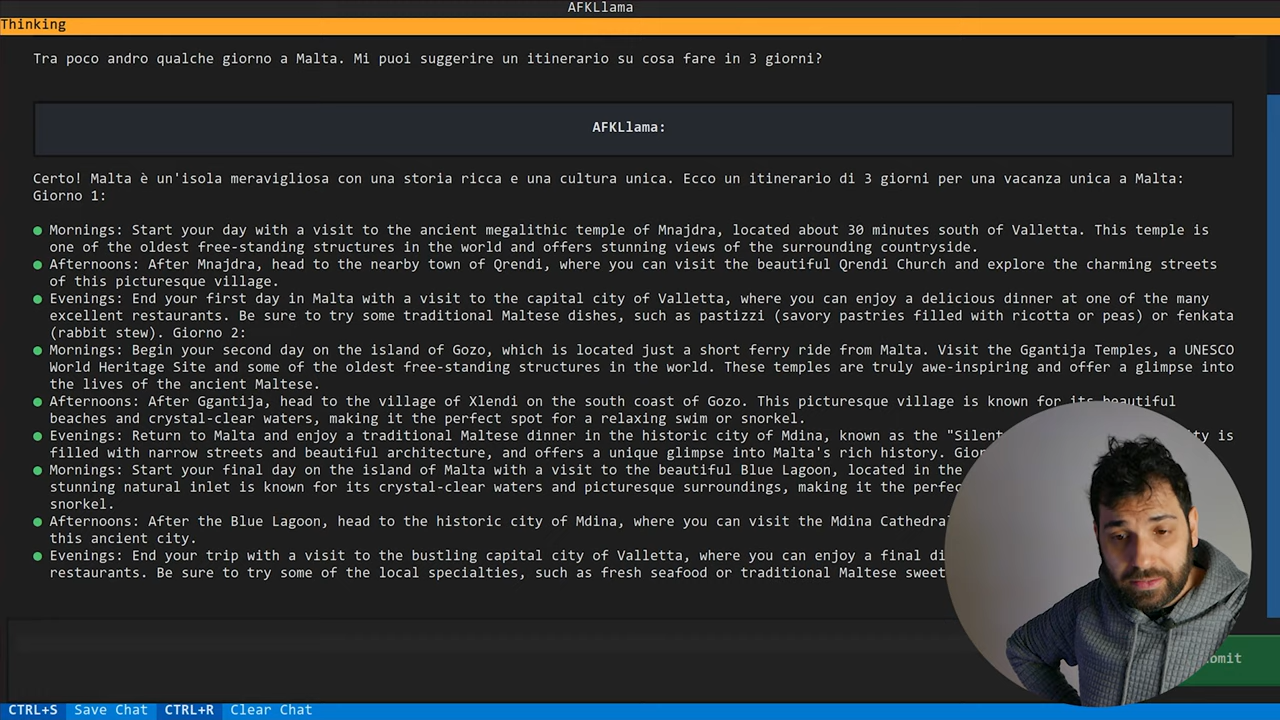 AFKLlama
Thinking
Tra poco andro qualche giorno a Malta. Mi puoi suggerire un itinerario su cosa fare in 3 giorni?
AFKLlama:
Certo! Malta è un'isola meravigliosa con una storia ricca e una cultura unica. Ecco un itinerario di 3 giorni per una vacanza unica a Malta:
Giorno 1:
● Mornings: Start your day with a visit to the ancient megalithic temple of Mnajdra, located about 30 minutes south of Valletta. This temple is
one of the oldest free-standing structures in the world and offers stunning views of the surrounding countryside.
● Afternoons: After Mnajdra, head to the nearby town of Qrendi, where you can visit the beautiful Qrendi Church and explore the charming streets
of this picturesque village.
● Evenings: End your first day in Malta with a visit to the capital city of Valletta, where you can enjoy a delicious dinner at one of the many
excellent restaurants. Be sure to try some traditional Maltese dishes, such as pastizzi (savory pastries filled with ricotta or peas) or fenkata
(rabbit stew). Giorno 2:
● Mornings: Begin your second day on the island of Gozo, which is located just a short ferry ride from Malta. Visit the Ggantija Temples, a UNESCO
World Heritage Site and some of the oldest free-standing structures in the world. These temples are truly awe-inspiring and offer a glimpse into
the lives of the ancient Maltese.
● Afternoons: After Ggantija, head to the village of Xlendi on the south coast of Gozo. This picturesque village is known for its beautiful
beaches and crystal-clear waters, making it the perfect spot for a relaxing swim or snorkel.
● Evenings: Return to Malta and enjoy a traditional Maltese dinner in the historic city of Mdina, known as the "Silent is
filled with narrow streets and beautiful architecture, and offers a unique glimpse into Malta's rich history.
● Mornings: Start your final day on the island of Malta with a visit to the beautiful Blue Lagoon, located in the
stunning natural inlet is known for its crystal-clear waters and picturesque surroundings, making it the
snorkel.
● Afternoons: After the Blue Lagoon, head to the historic city of Mdina, where you can visit the Mdina Cathedral
this ancient city.
● Evenings: End your trip with a visit to the bustling capital city of Valletta, where you can enjoy a final
restaurants. Be sure to try some of the local specialties, such as fresh seafood or traditional Maltese
CTRL+S Save Chat CTRL+R Clear Chat